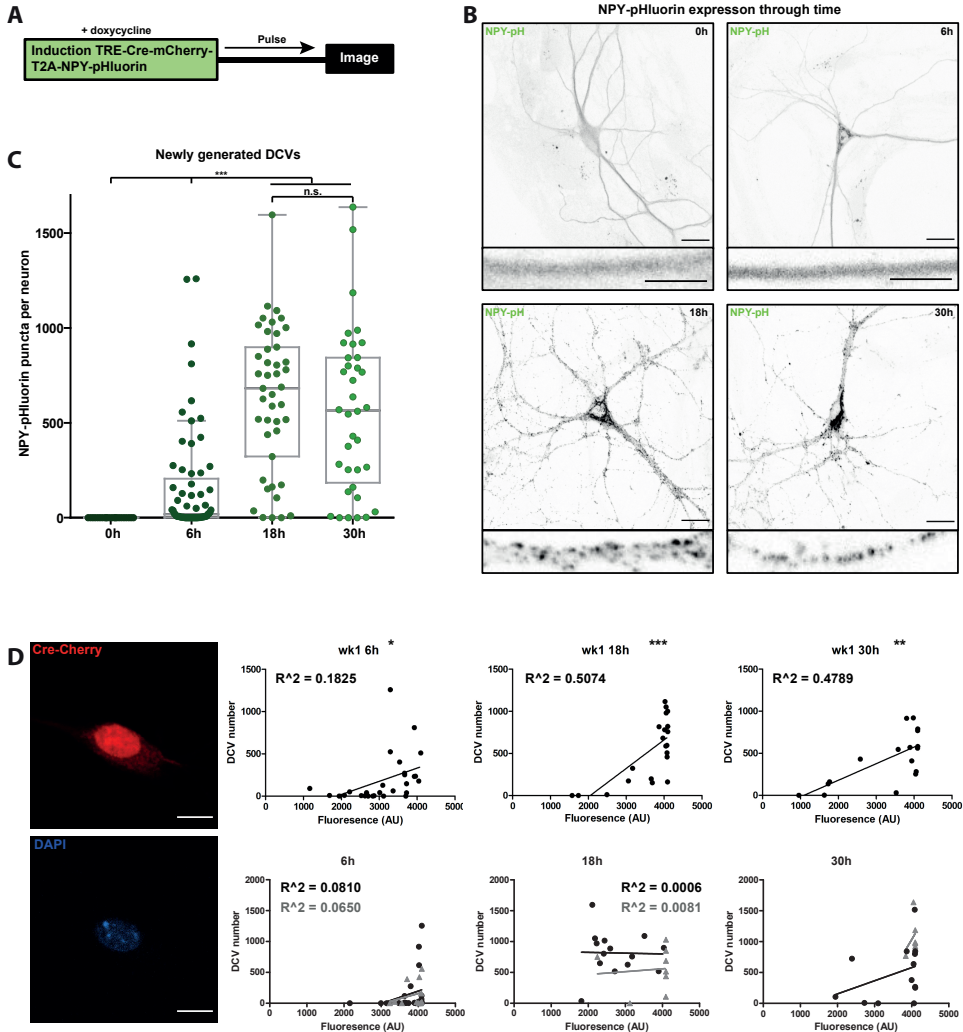 A
+ doxycycline
Induction TRE-Cre-mCherry-
T2A-NPY-pHluorin
Pulse
Image
B
NPY-pHluorin expresson through time
NPY-pH
0h
NPY-pH
6h
NPY-pH
18h
NPY-pH
30h
C
Newly generated DCVs
***
n.s.
NPY-pHluorin puncta per neuron
1500
1000
500
0
0h
6h
18h
30h
D
Cre-Cherry
DAPI
wk1 6h
*
R^2 = 0.1825
DCV number
1500
1000
500
0
0
1000
2000
3000
4000
5000
Fluoresence (AU)
wk1 18h
***
R^2 = 0.5074
DCV number
1500
1000
500
0
0
1000
2000
3000
4000
5000
Fluoresence (AU)
wk1 30h
**
R^2 = 0.4789
DCV number
1500
1000
500
0
0
1000
2000
3000
4000
5000
Fluoresence (AU)
6h
R^2 = 0.0810
R^2 = 0.0650
DCV number
2000
1500
1000
500
0
0
1000
2000
3000
4000
5000
Fluoresence (AU)
18h
R^2 = 0.0006
R^2 = 0.0081
DCV number
2000
1500
1000
500
0
0
1000
2000
3000
4000
5000
Fluoresence (AU)
30h
DCV number
2000
1500
1000
500
0
0
1000
2000
3000
4000
5000
Fluoresence (AU)